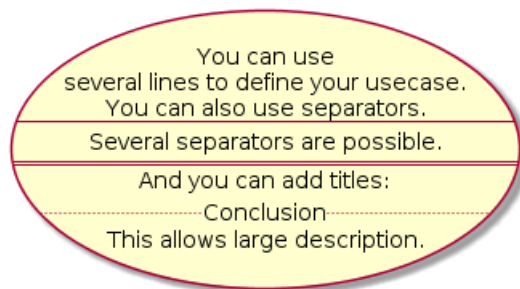 You can use
several lines to define your usecase.
You can also use separators.
Several separators are possible.
And you can add titles:
Conclusion
This allows large description.